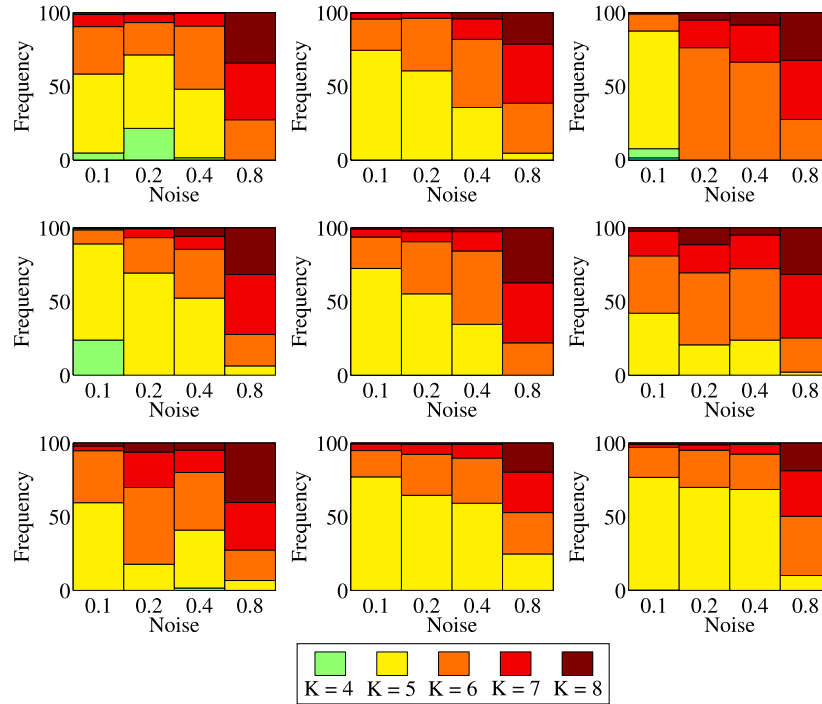 100 100 100
Frequency Frequency Frequency
50 50 50
0 0 0
0.1 0.2 0.4 0.8 0.1 0.2 0.4 0.8 0.1 0.2 0.4 0.8
Noise Noise Noise
100 100 100
Frequency Frequency Frequency
50 50 50
0 0 0
0.1 0.2 0.4 0.8 0.1 0.2 0.4 0.8 0.1 0.2 0.4 0.8
Noise Noise Noise
100 100 100
Frequency Frequency Frequency
50 50 50
0 0 0
0.1 0.2 0.4 0.8 0.1 0.2 0.4 0.8 0.1 0.2 0.4 0.8
Noise Noise Noise
K = 4 K = 5 K = 6 K = 7 K = 8